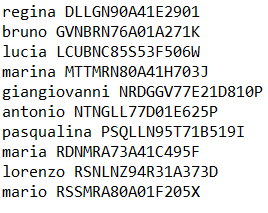 regina DLLGN90A41E2901
bruno GVNBRN76A01A271K
lucia LCUBNC85S53F506W
marina MTTMRN80A41H703J
giangiovanni NRDGGV77E21D810P
antonio NTNGLL77D01E625P
pasqualina PSQLLN95T71B519I
maria RDNMRA73A41C495F
lorenzo RSNLNZ94R31A373D
mario RSSMRA80A01F205X